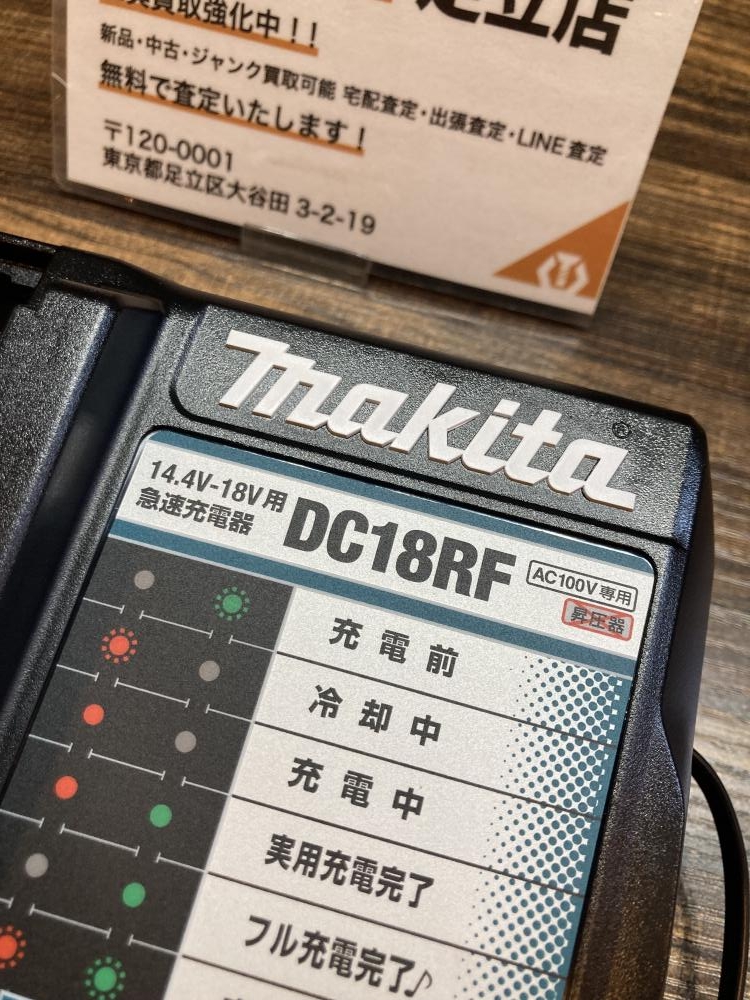 買取強化中！！
足立店
新品・中古・ジャンク買取可能 宅配査定・出張査定・LINE査定
無料で査定いたします！
〒120-0001
東京都足立区大谷田 3-2-19
makita®
14.4V-18V用
急速充電器
DC18RF
AC100V専用
昇圧器
充電前
冷却中
充電中
実用充電完了
フル充電完了♪